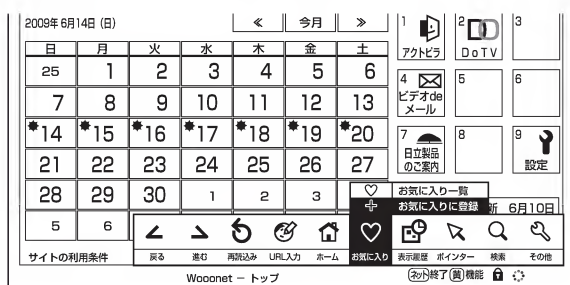 2009年 6月14日（日）
≪ 今月 ≫
日 月 火 水 木 金 土
25 1 2 3 4 5 6
7 8 9 10 11 12 13
14 15 16 17 18 19 20
21 22 23 24 25 26 27
28 29 30 1 2 3
5 6
サイトの利用条件
1 アクトビラ
2 DoTV
3
4 ビデオde
メール
5
6
7 日立製品
のご案内
8
9 設定
お気に入り一覧
お気に入りに登録
新 6月10日
戻る 進む 再読込み URL入力 ホーム お気に入り 表示履歴 ポインター 検索 その他
Wooonet － トップ
ネット 終了 黄 機能